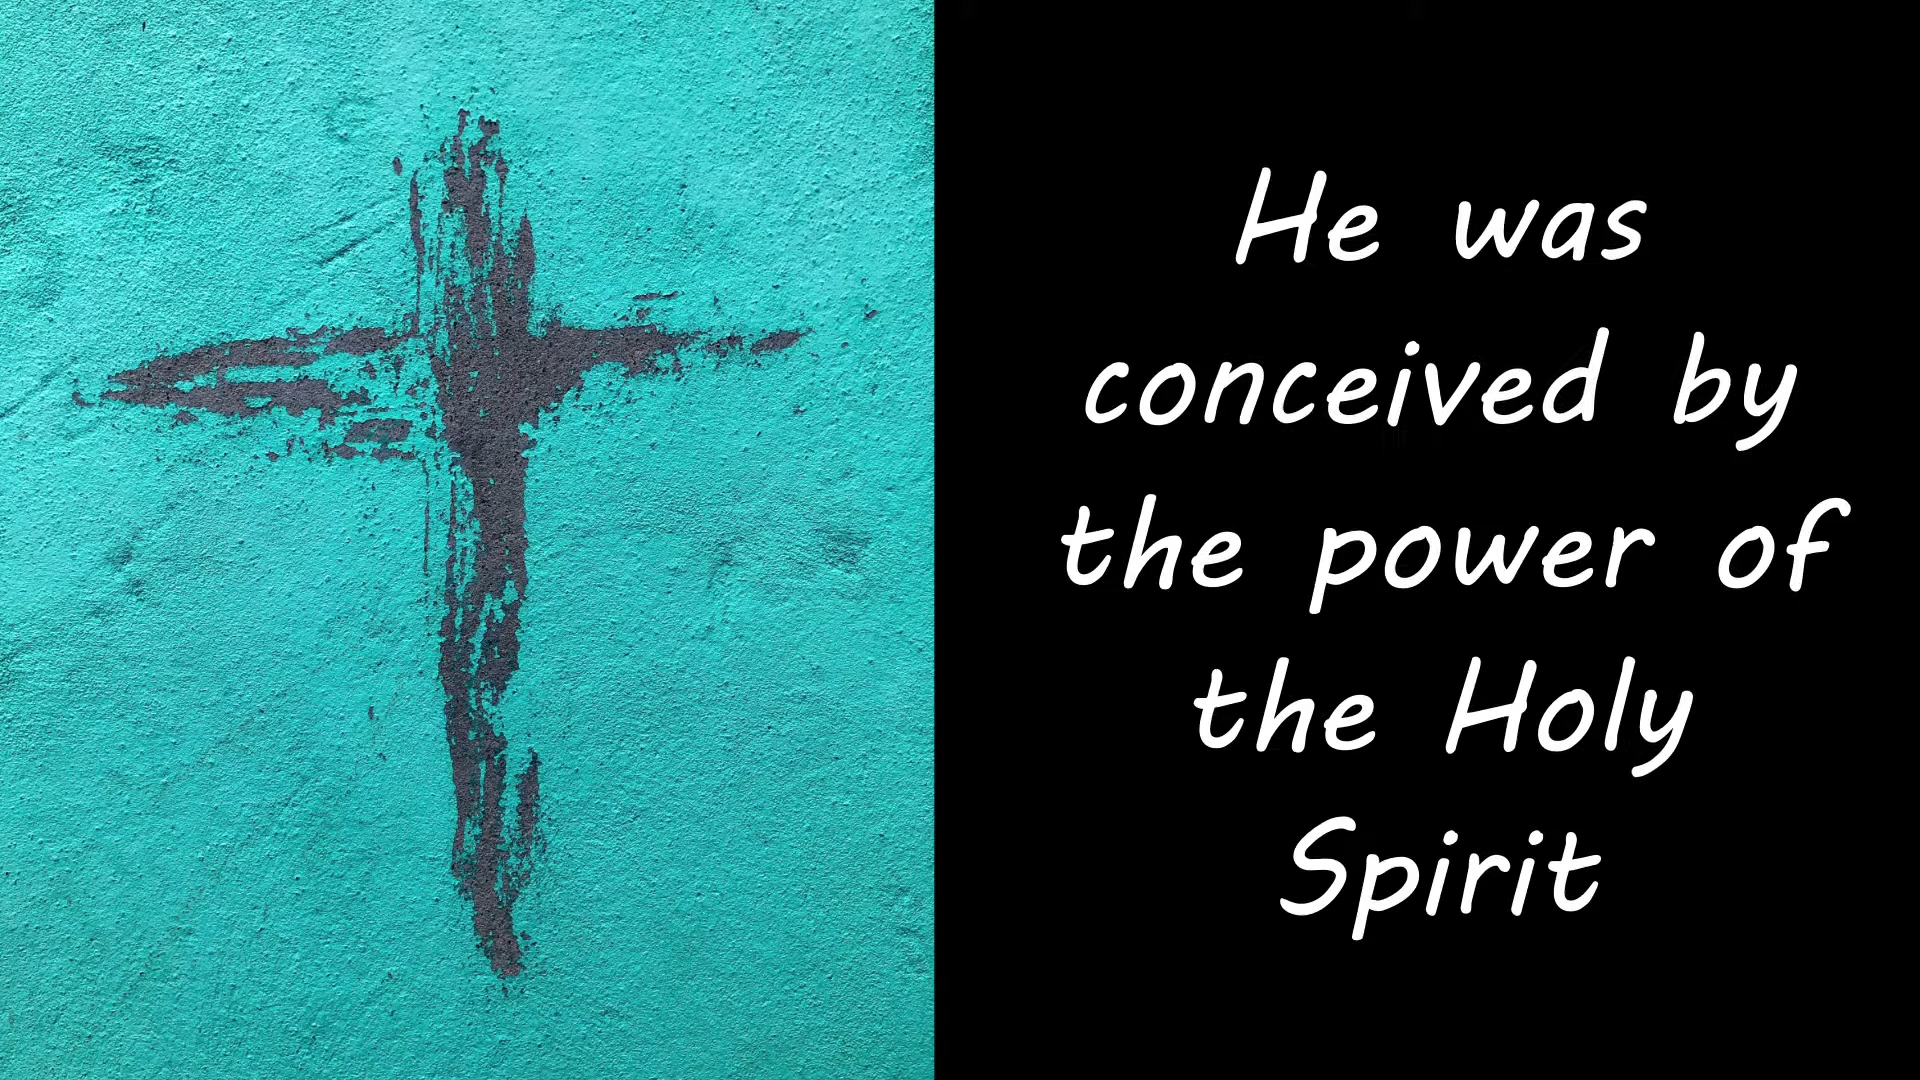 He was
conceived by
the power of
the Holy
Spirit